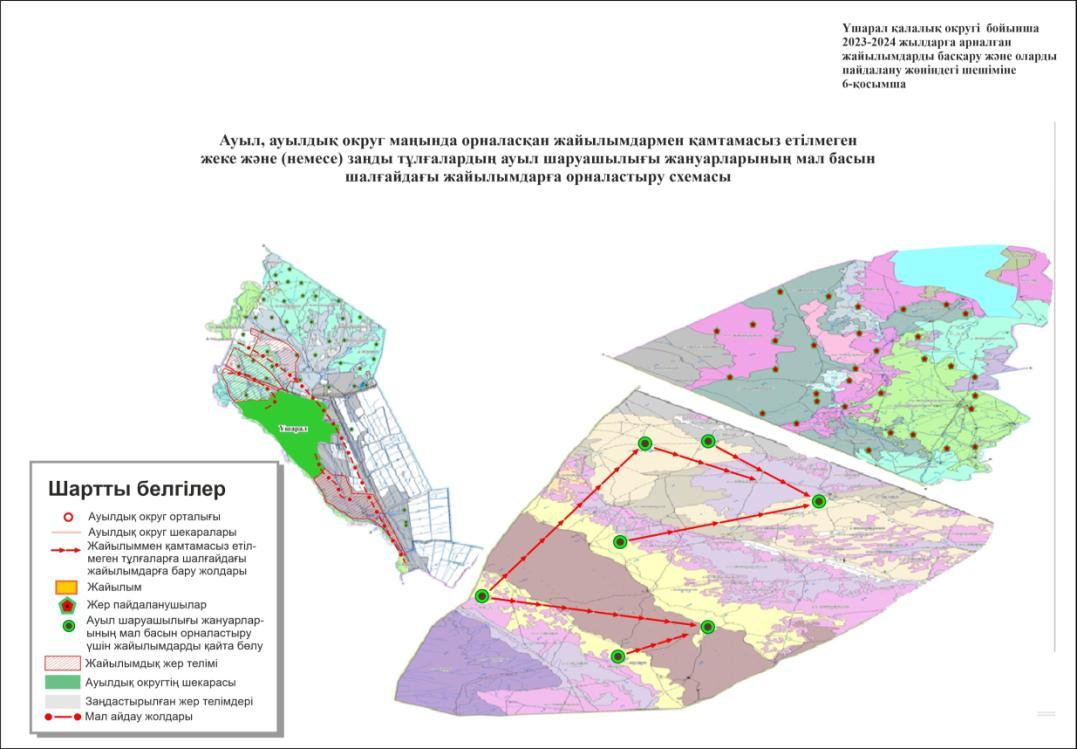 Үшарал қалалық округі бойынша
2023-2024 жылдарға арналған
жайылымдарды басқару және оларды
пайдалану жөніндегі шешіміне
6-қосымша
Ауыл, ауылдық округ маңында орналасқан жайылымдармен қамтамасыз етілмеген
жеке және (немесе) заңды тұлғалардың ауыл шаруашылығы жануарларының мал басын
шалғайдағы жайылымдарға орналастыру схемасы
Үшарал
Шартты белгілер
Ауылдық округ орталығы
Ауылдық округ шекаралары
Жайылыммен қамтамасыз етіл-
меген тұлғаларға шалғайдағы
жайылымдарға бару жолдары
Жайылым
Жер пайдаланушылар
Ауыл шаруашылығы жануарлар-
ының мал басын орналастыру
үшін жайылымдарды қайта бөлу
Жайылымдық жер телімі
Ауылдық округтің шекарасы
Заңдастырылған жер телімдері
Мал айдау жолдары